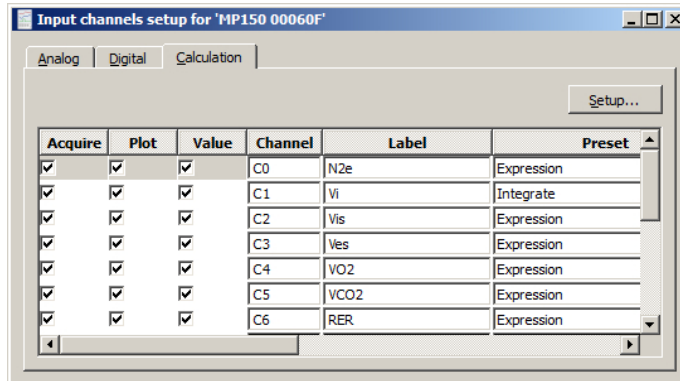 Input channels setup for 'MP150 00060F'
Analog Digital Calculation
Setup...
Acquire Plot Value Channel Label Preset
C0 N2e Expression
C1 Vi Integrate
C2 Vis Expression
C3 Ves Expression
C4 VO2 Expression
C5 VCO2 Expression
C6 RER Expression